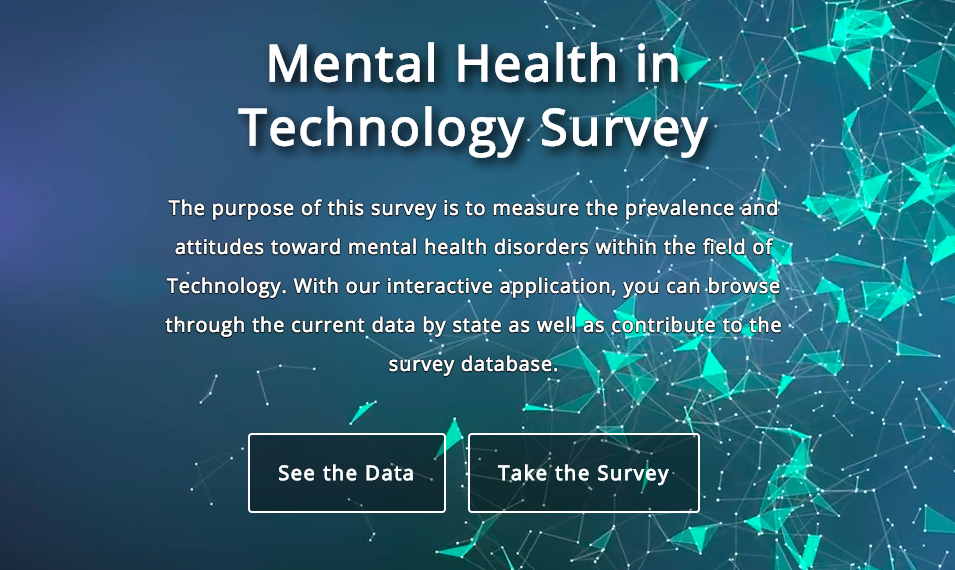 Mental Health in
Technology Survey
The purpose of this survey is to measure the prevalence and
attitudes toward mental health disorders within the field of
Technology. With our interactive application, you can browse
through the current data by state as well as contribute to the
survey database.
See the Data
Take the Survey